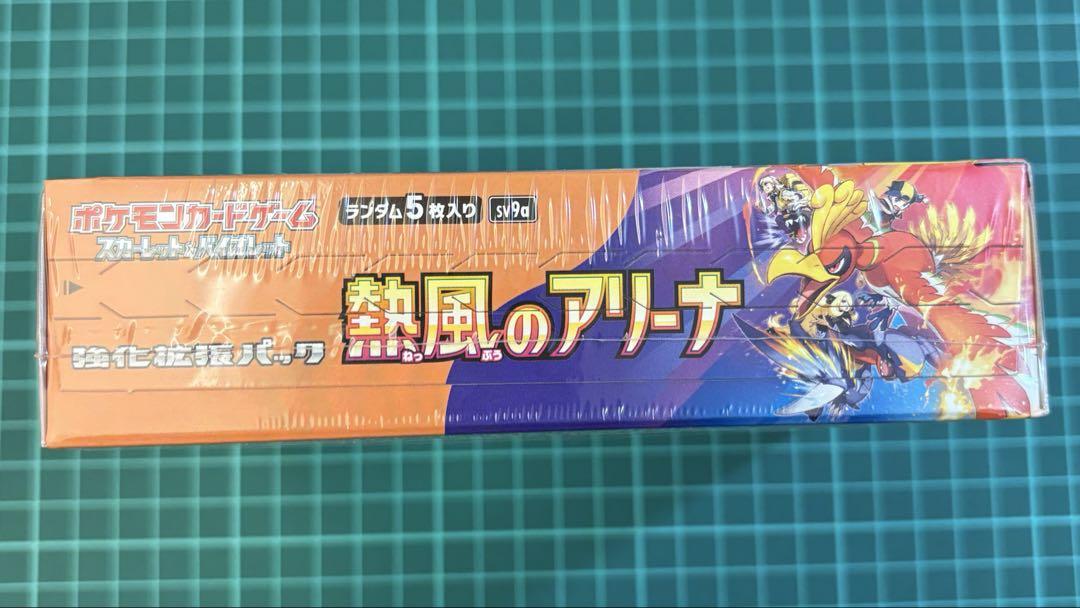 ポケモンカードゲーム
スカーレット&バイオレット
ランダム5枚入り
sv9a
強化拡張パック
熱風のアリーナ
ねっ ぷう